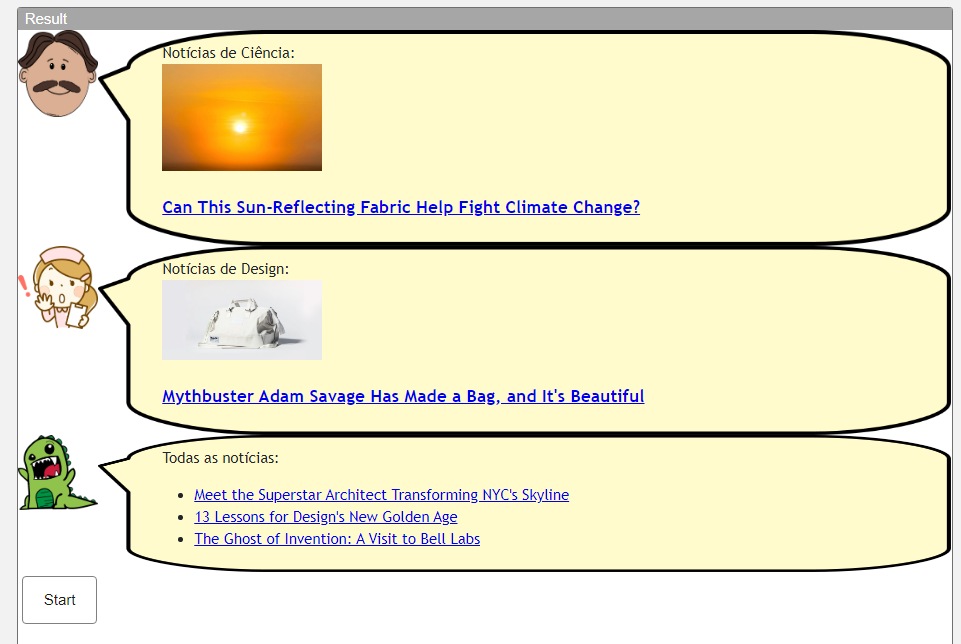 Result
Notícias de Ciência:
Can This Sun-Reflecting Fabric Help Fight Climate Change?
Notícias de Design:
Mythbuster Adam Savage Has Made a Bag, and It's Beautiful
Todas as notícias:
Meet the Superstar Architect Transforming NYC's Skyline
13 Lessons for Design's New Golden Age
The Ghost of Invention: A Visit to Bell Labs
Start